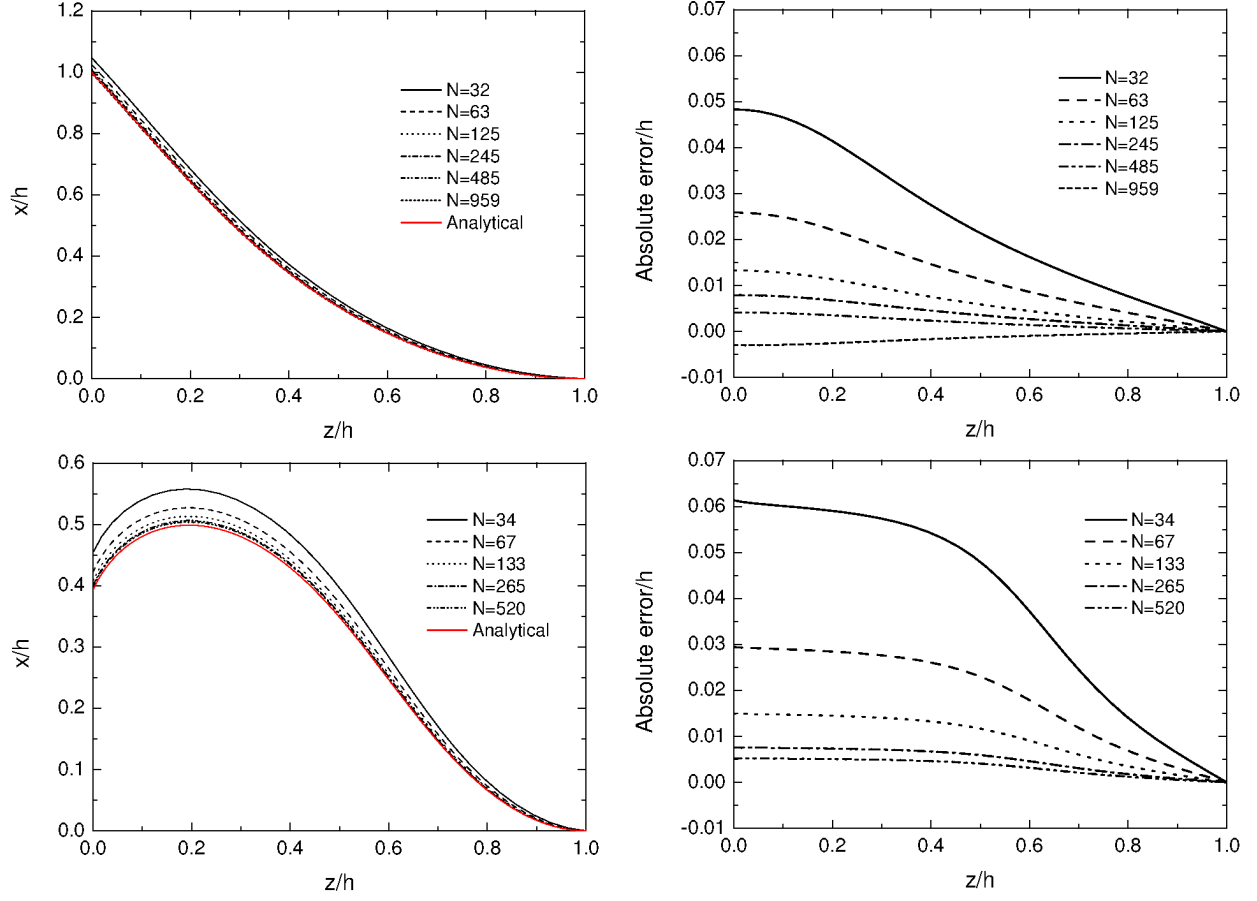 1.2
1.0
0.8
0.6
0.4
0.2
0.0
x/h
0.0 0.2 0.4 0.6 0.8 1.0
z/h
N=32
N=63
N=125
N=245
N=485
N=959
Analytical
0.07
0.06
0.05
0.04
0.03
0.02
0.01
0.00
-0.01
Absolute error/h
0.0 0.2 0.4 0.6 0.8 1.0
z/h
N=32
N=63
N=125
N=245
N=485
N=959
0.6
0.5
0.4
0.3
0.2
0.1
0.0
x/h
0.0 0.2 0.4 0.6 0.8 1.0
z/h
N=34
N=67
N=133
N=265
N=520
Analytical
0.07
0.06
0.05
0.04
0.03
0.02
0.01
0.00
-0.01
Absolute error/h
0.0 0.2 0.4 0.6 0.8 1.0
z/h
N=34
N=67
N=133
N=265
N=520